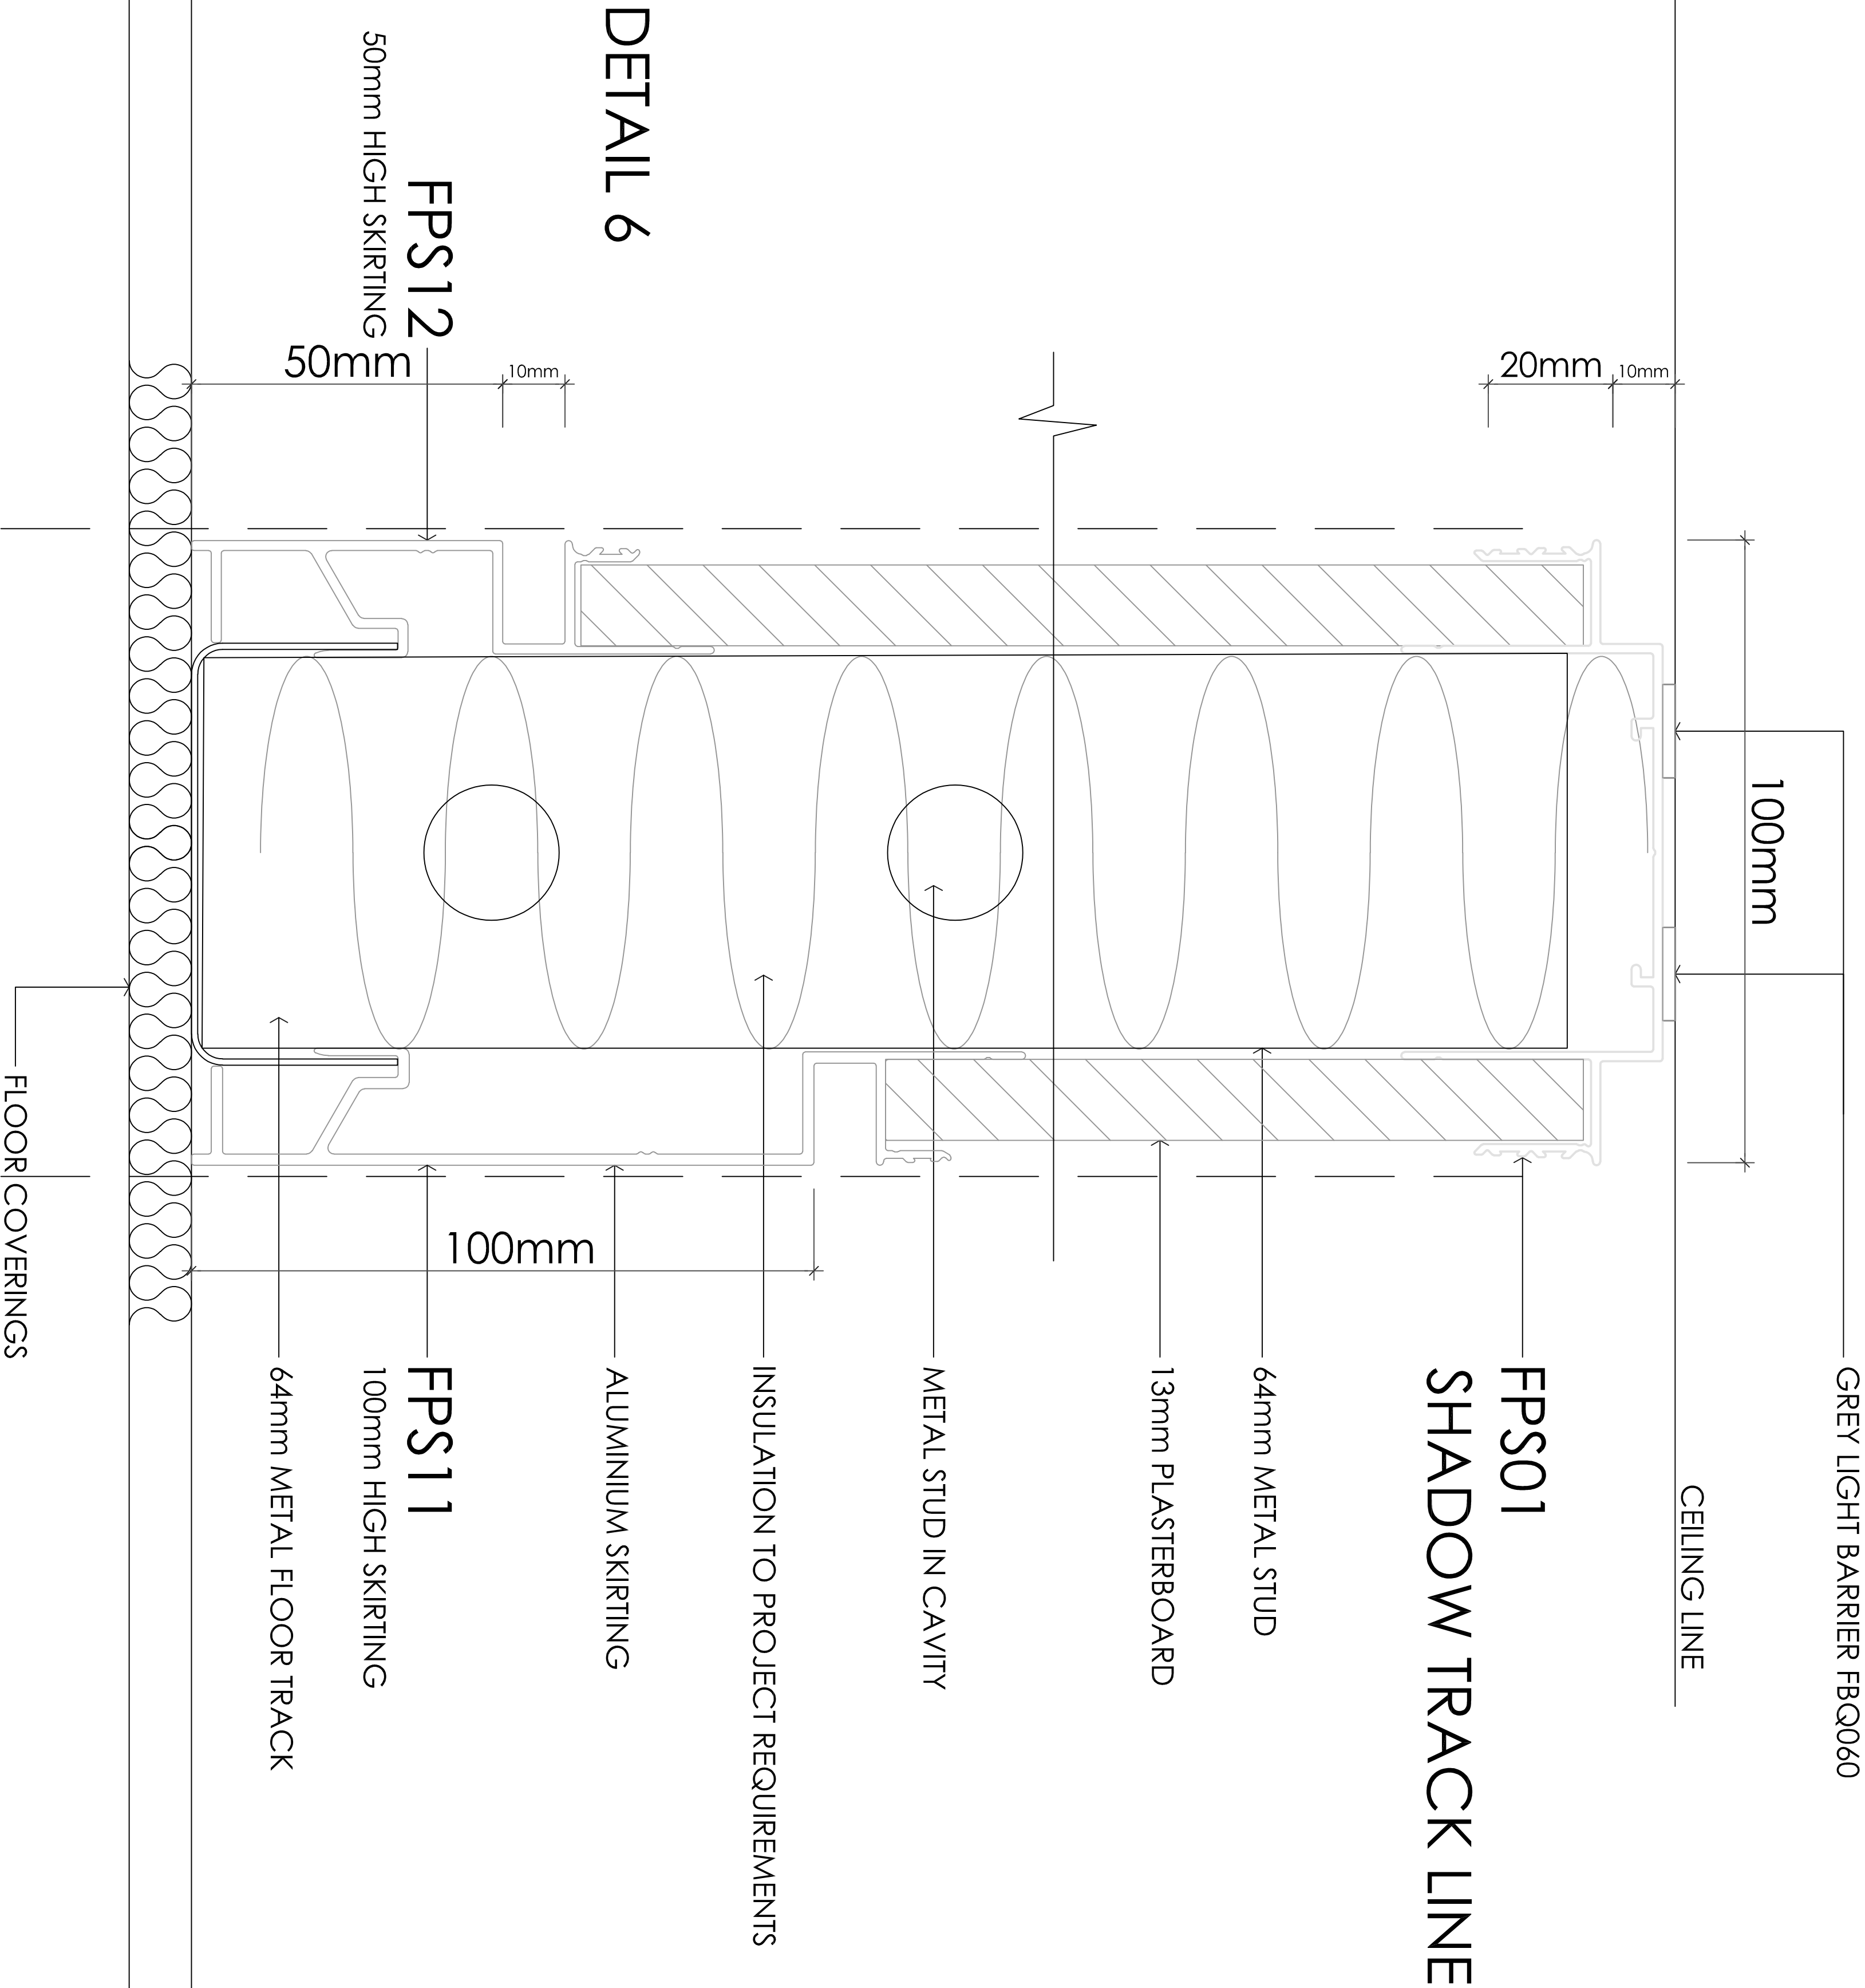 GREY LIGHT BARRIER FBQ060
CEILING LINE
100mm
10mm
20mm
FPS01
SHADOW TRACK LINE
64mm METAL STUD
13mm PLASTERBOARD
METAL STUD IN CAVITY
INSULATION TO PROJECT REQUIREMENTS
DETAIL 6
ALUMINIUM SKIRTING
10mm
50mm
100mm
FPS12
50mm HIGH SKIRTING
FPS11
100mm HIGH SKIRTING
64mm METAL FLOOR TRACK
FLOOR COVERINGS